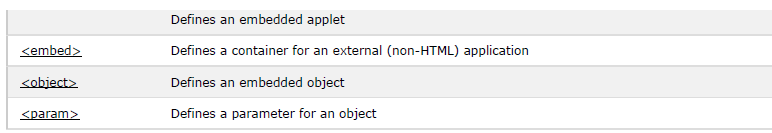 Defines an embedded applet
<embed> Defines a container for an external (non-HTML) application
<object> Defines an embedded object
<param> Defines a parameter for an object